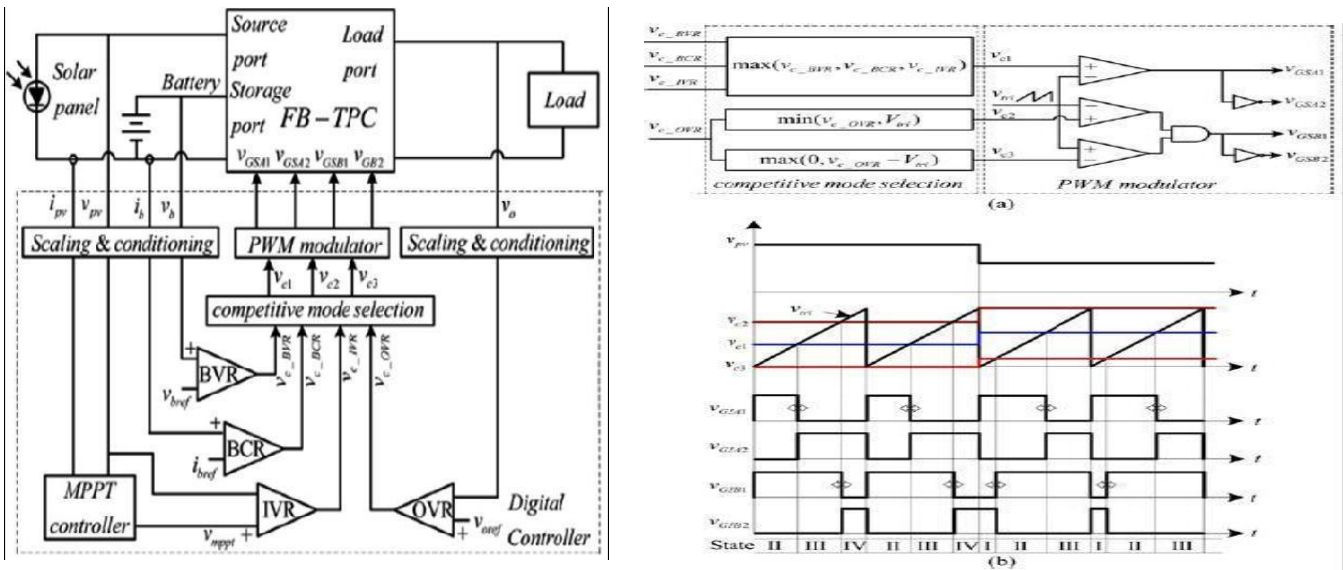 Source
port
Load
port
Solar
panel
Battery
Storage
port
FB-TPC
v_GSA1 v_GSA2 v_GSB1 v_GB2
Load
i_pv v_pv i_b v_b
v_o
Scaling & conditioning
PWM modulator
Scaling & conditioning
v_c1 v_c2 v_c3
competitive mode selection
v_c_BVR
v_c_BCR
v_c_IVR
v_c_OVR
+
BVR
v_bref
+
BCR
i_bref
MPPT
controller
IVR
v_mppt +
OVR
v_oref
+
Digital
Controller
v_c_BVR
v_c_BCR
v_c_IVR
max(v_c_BVR, v_c_BCR, v_c_IVR)
v_c1
+
−
v_GSA1
v_GSA2
v_c_OVR
min(v_c_OVR, V_tri)
v_tri
v_c2
−
+
v_GSB1
max(0, v_c_OVR − V_tri)
v_c3
+
−
v_GSB2
competitive mode selection
PWM modulator
(a)
v_pv
t
v_tri
v_c2
v_c1
v_c3
t
v_GSA1
t
v_GSA2
t
v_GSB1
t
v_GSB2
t
State II III IV II III IV I II III I II III
(b)